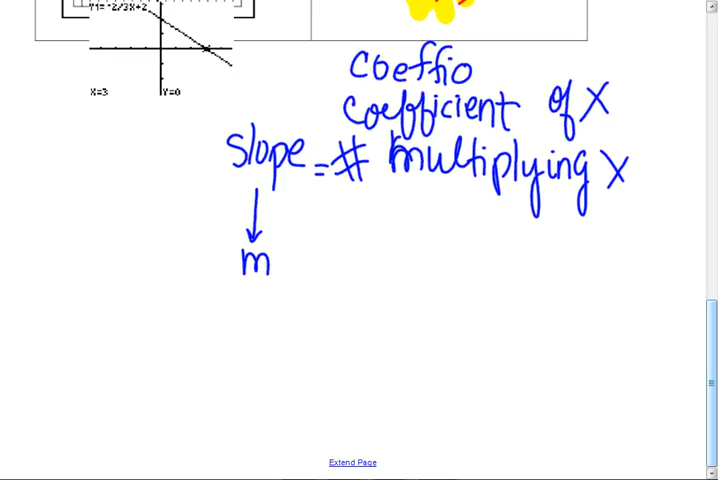 Y1=-2/3X+2
X=3 Y=0
coeffio
coefficient of x
slope = # multiplying x
m
Extend Page